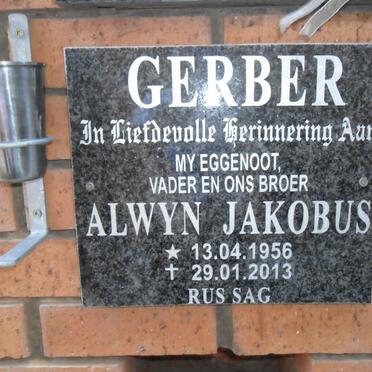 GERBER
In Liefdevolle Herinnering Aan
MY EGGENOOT,
VADER EN ONS BROER
ALWYN JAKOBUS
★ 13.04.1956
✝ 29.01.2013
RUS SAG